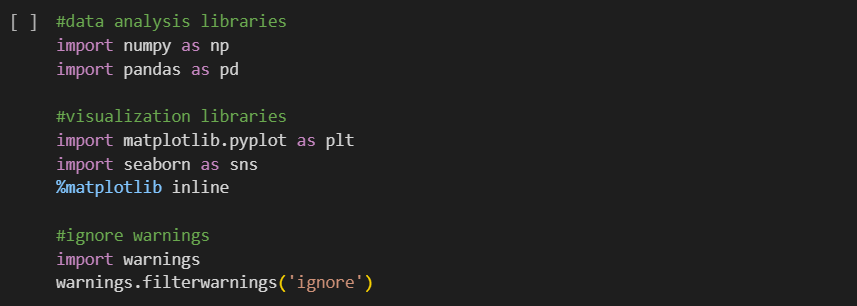 [ ] #data analysis libraries
import numpy as np
import pandas as pd
#visualization libraries
import matplotlib.pyplot as plt
import seaborn as sns
%matplotlib inline
#ignore warnings
import warnings
warnings.filterwarnings('ignore')